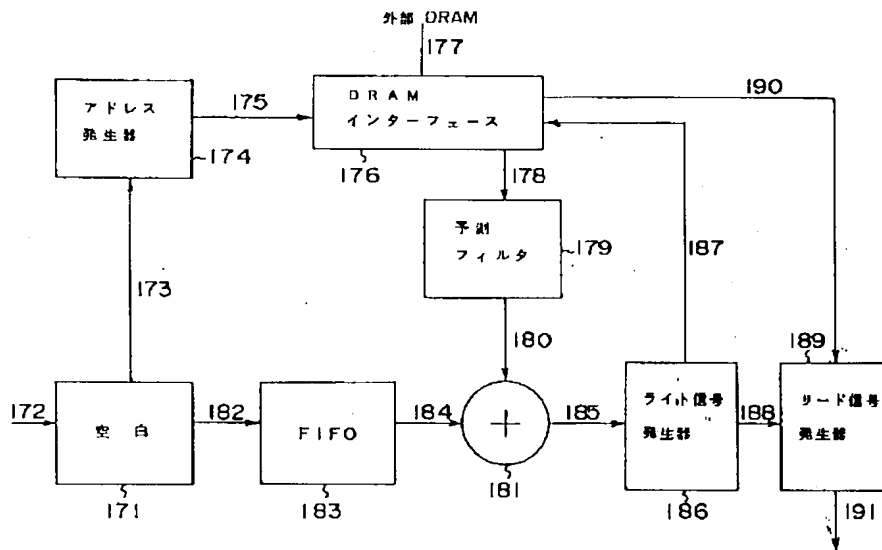 外部 DRAM
177
アドレス
発生器
174
175
DRAM
インターフェース
176
190
178
予測
フィルタ
179
187
173
180
189
172
空白
171
182
FIFO
183
184
+
181
185
ライト信号
発生器
186
188
リード信号
発生器
191